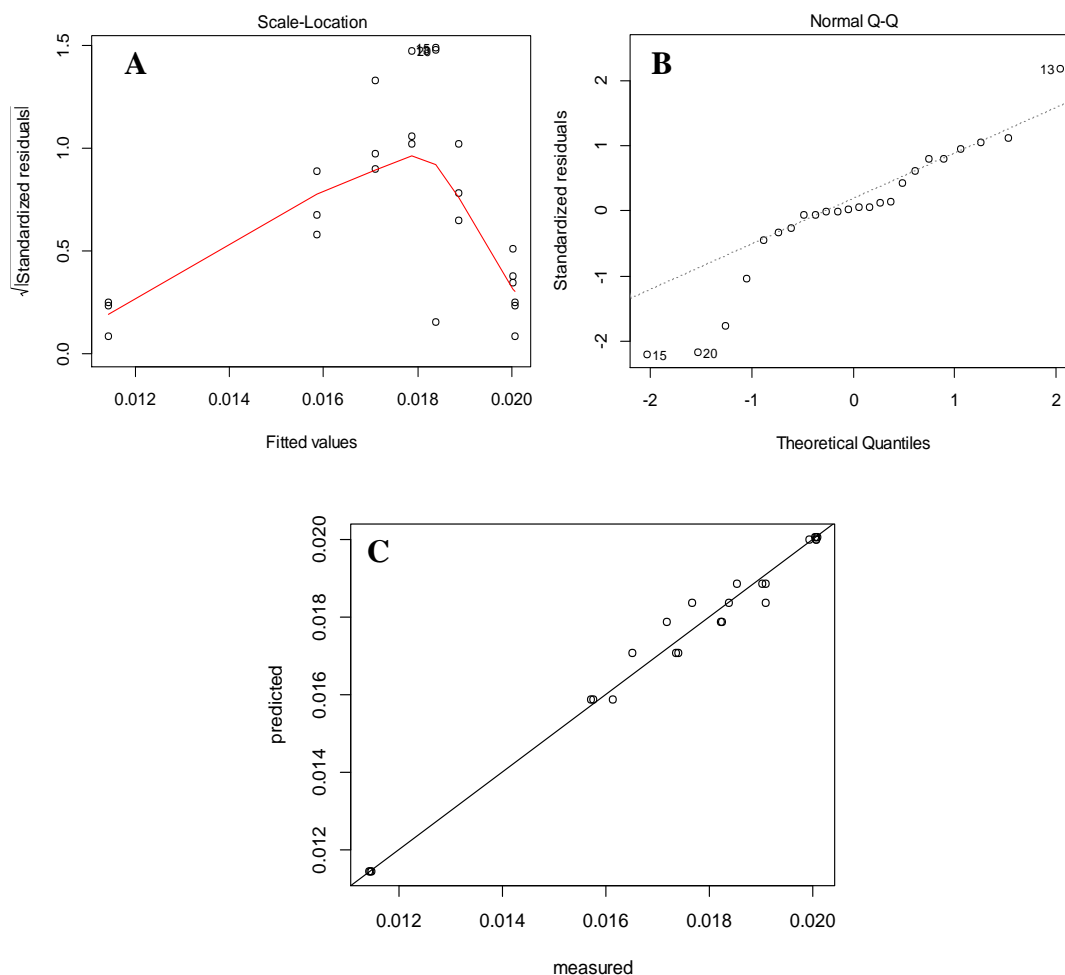 Scale-Location
A
√|Standardized residuals|
1.5
1.0
0.5
0.0
0.012 0.014 0.016 0.018 0.020
Fitted values
Normal Q-Q
B
Standardized residuals
2
1
0
-1
-2
13
15
20
-2 -1 0 1 2
Theoretical Quantiles
C
predicted
0.020
0.018
0.016
0.014
0.012
0.012 0.014 0.016 0.018 0.020
measured